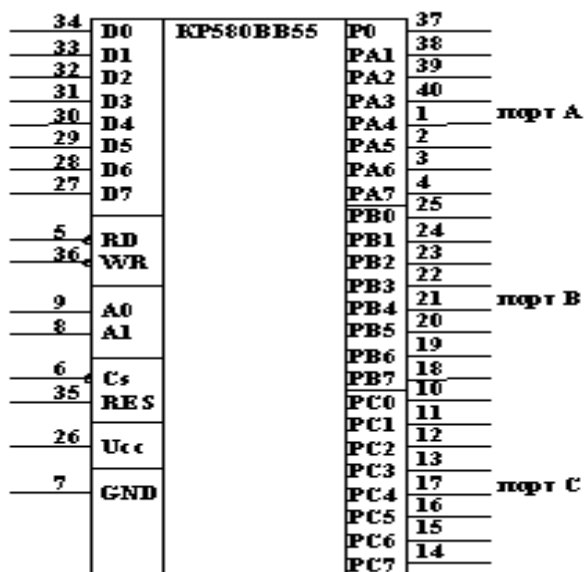 34 D0 КР580ВВ55 P0 37
33 D1 PA1 38
32 D2 PA2 39
31 D3 PA3 40
30 D4 PA4 1 порт А
29 D5 PA5 2
28 D6 PA6 3
27 D7 PA7 4
PB0 25
5 RD PB1 24
36 WR PB2 23
PB3 22
9 A0 PB4 21 порт В
8 A1 PB5 20
PB6 19
6 Cs PB7 18
35 RES PC0 10
PC1 11
26 Ucc PC2 12
PC3 13
7 GND PC4 17 порт С
PC5 16
PC6 15
PC7 14